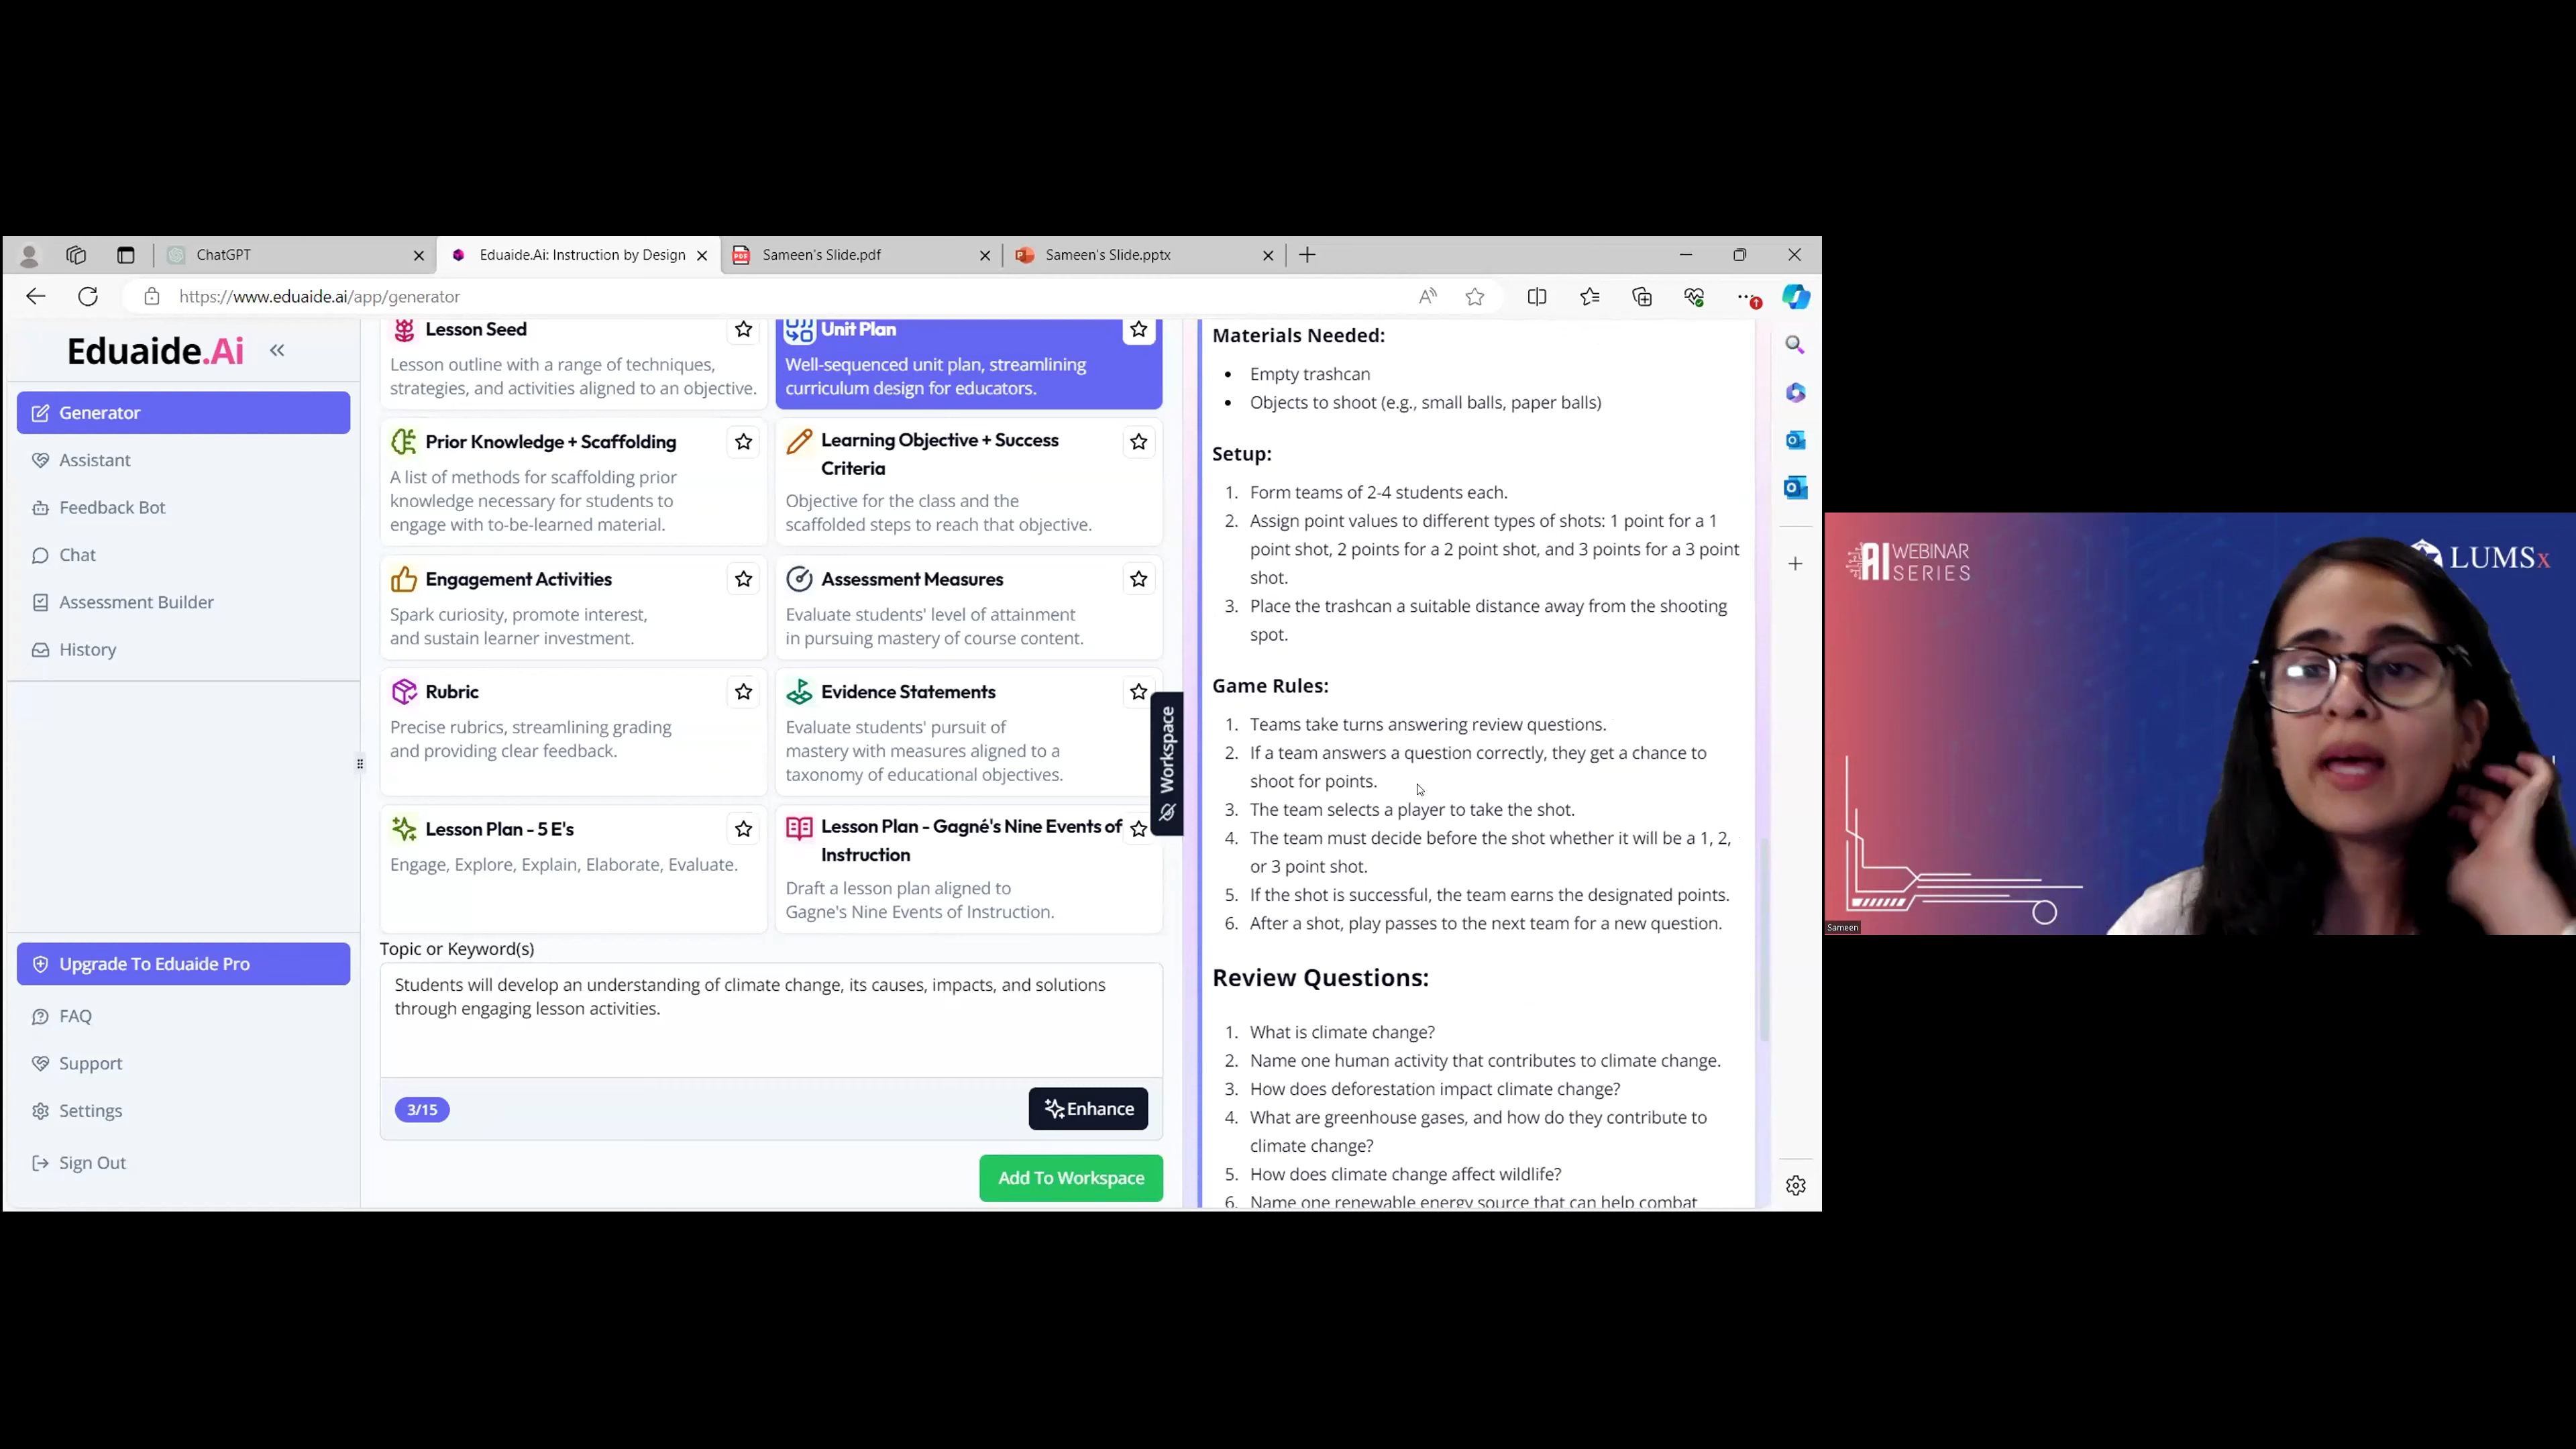 ChatGPT
Eduaide.Ai: Instruction by Design
Sameen's Slide.pdf
Sameen's Slide.pptx
https://www.eduaide.ai/app/generator
Eduaide.Ai
Generator
Assistant
Feedback Bot
Chat
Assessment Builder
History
Upgrade To Eduaide Pro
FAQ
Support
Settings
Sign Out
Lesson Seed
Lesson outline with a range of techniques,
strategies, and activities aligned to an objective.
Unit Plan
Well-sequenced unit plan, streamlining
curriculum design for educators.
Prior Knowledge + Scaffolding
A list of methods for scaffolding prior
knowledge necessary for students to
engage with to-be-learned material.
Learning Objective + Success
Criteria
Objective for the class and the
scaffolded steps to reach that objective.
Engagement Activities
Spark curiosity, promote interest,
and sustain learner investment.
Assessment Measures
Evaluate students' level of attainment
in pursuing mastery of course content.
Rubric
Precise rubrics, streamlining grading
and providing clear feedback.
Evidence Statements
Evaluate students' pursuit of
mastery with measures aligned to a
taxonomy of educational objectives.
Lesson Plan - 5 E's
Engage, Explore, Explain, Elaborate, Evaluate.
Lesson Plan - Gagné's Nine Events of
Instruction
Draft a lesson plan aligned to
Gagne's Nine Events of Instruction.
Topic or Keyword(s)
Students will develop an understanding of climate change, its causes, impacts, and solutions
through engaging lesson activities.
3/15
Enhance
Add To Workspace
Workspace
Materials Needed:
• Empty trashcan
• Objects to shoot (e.g., small balls, paper balls)
Setup:
1. Form teams of 2-4 students each.
2. Assign point values to different types of shots: 1 point for a 1
point shot, 2 points for a 2 point shot, and 3 points for a 3 point
shot.
3. Place the trashcan a suitable distance away from the shooting
spot.
Game Rules:
1. Teams take turns answering review questions.
2. If a team answers a question correctly, they get a chance to
shoot for points.
3. The team selects a player to take the shot.
4. The team must decide before the shot whether it will be a 1, 2,
or 3 point shot.
5. If the shot is successful, the team earns the designated points.
6. After a shot, play passes to the next team for a new question.
Review Questions:
1. What is climate change?
2. Name one human activity that contributes to climate change.
3. How does deforestation impact climate change?
4. What are greenhouse gases, and how do they contribute to
climate change?
5. How does climate change affect wildlife?
6. Name one renewable energy source that can help combat
AI WEBINAR
SERIES
LUMSx
Sameen